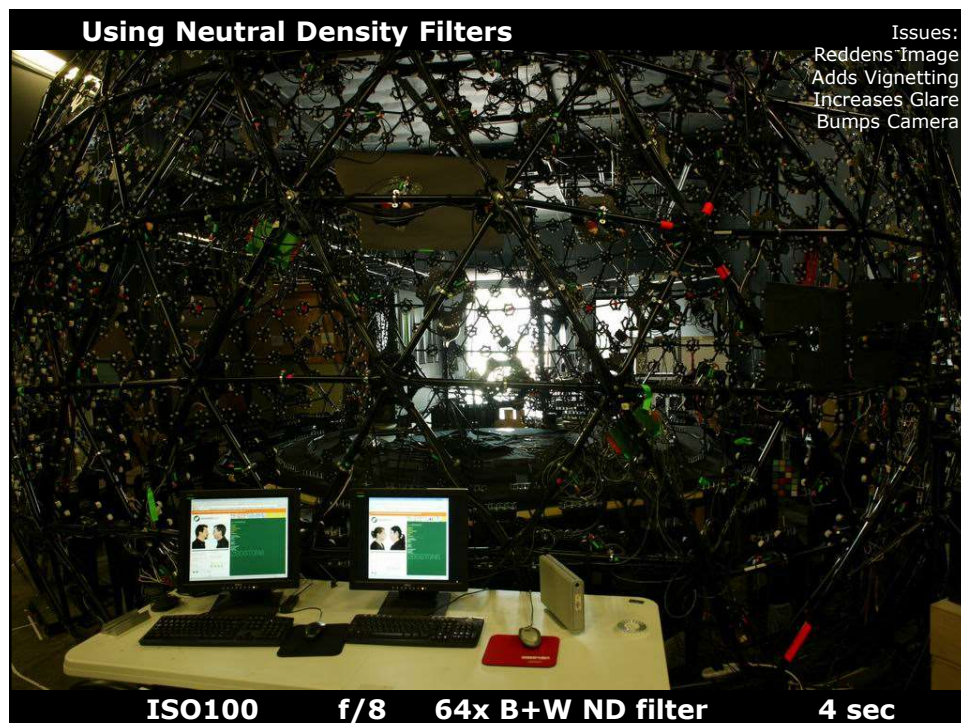 Using Neutral Density Filters
Issues:
Reddens Image
Adds Vignetting
Increases Glare
Bumps Camera
ISO100 f/8 64x B+W ND filter 4 sec